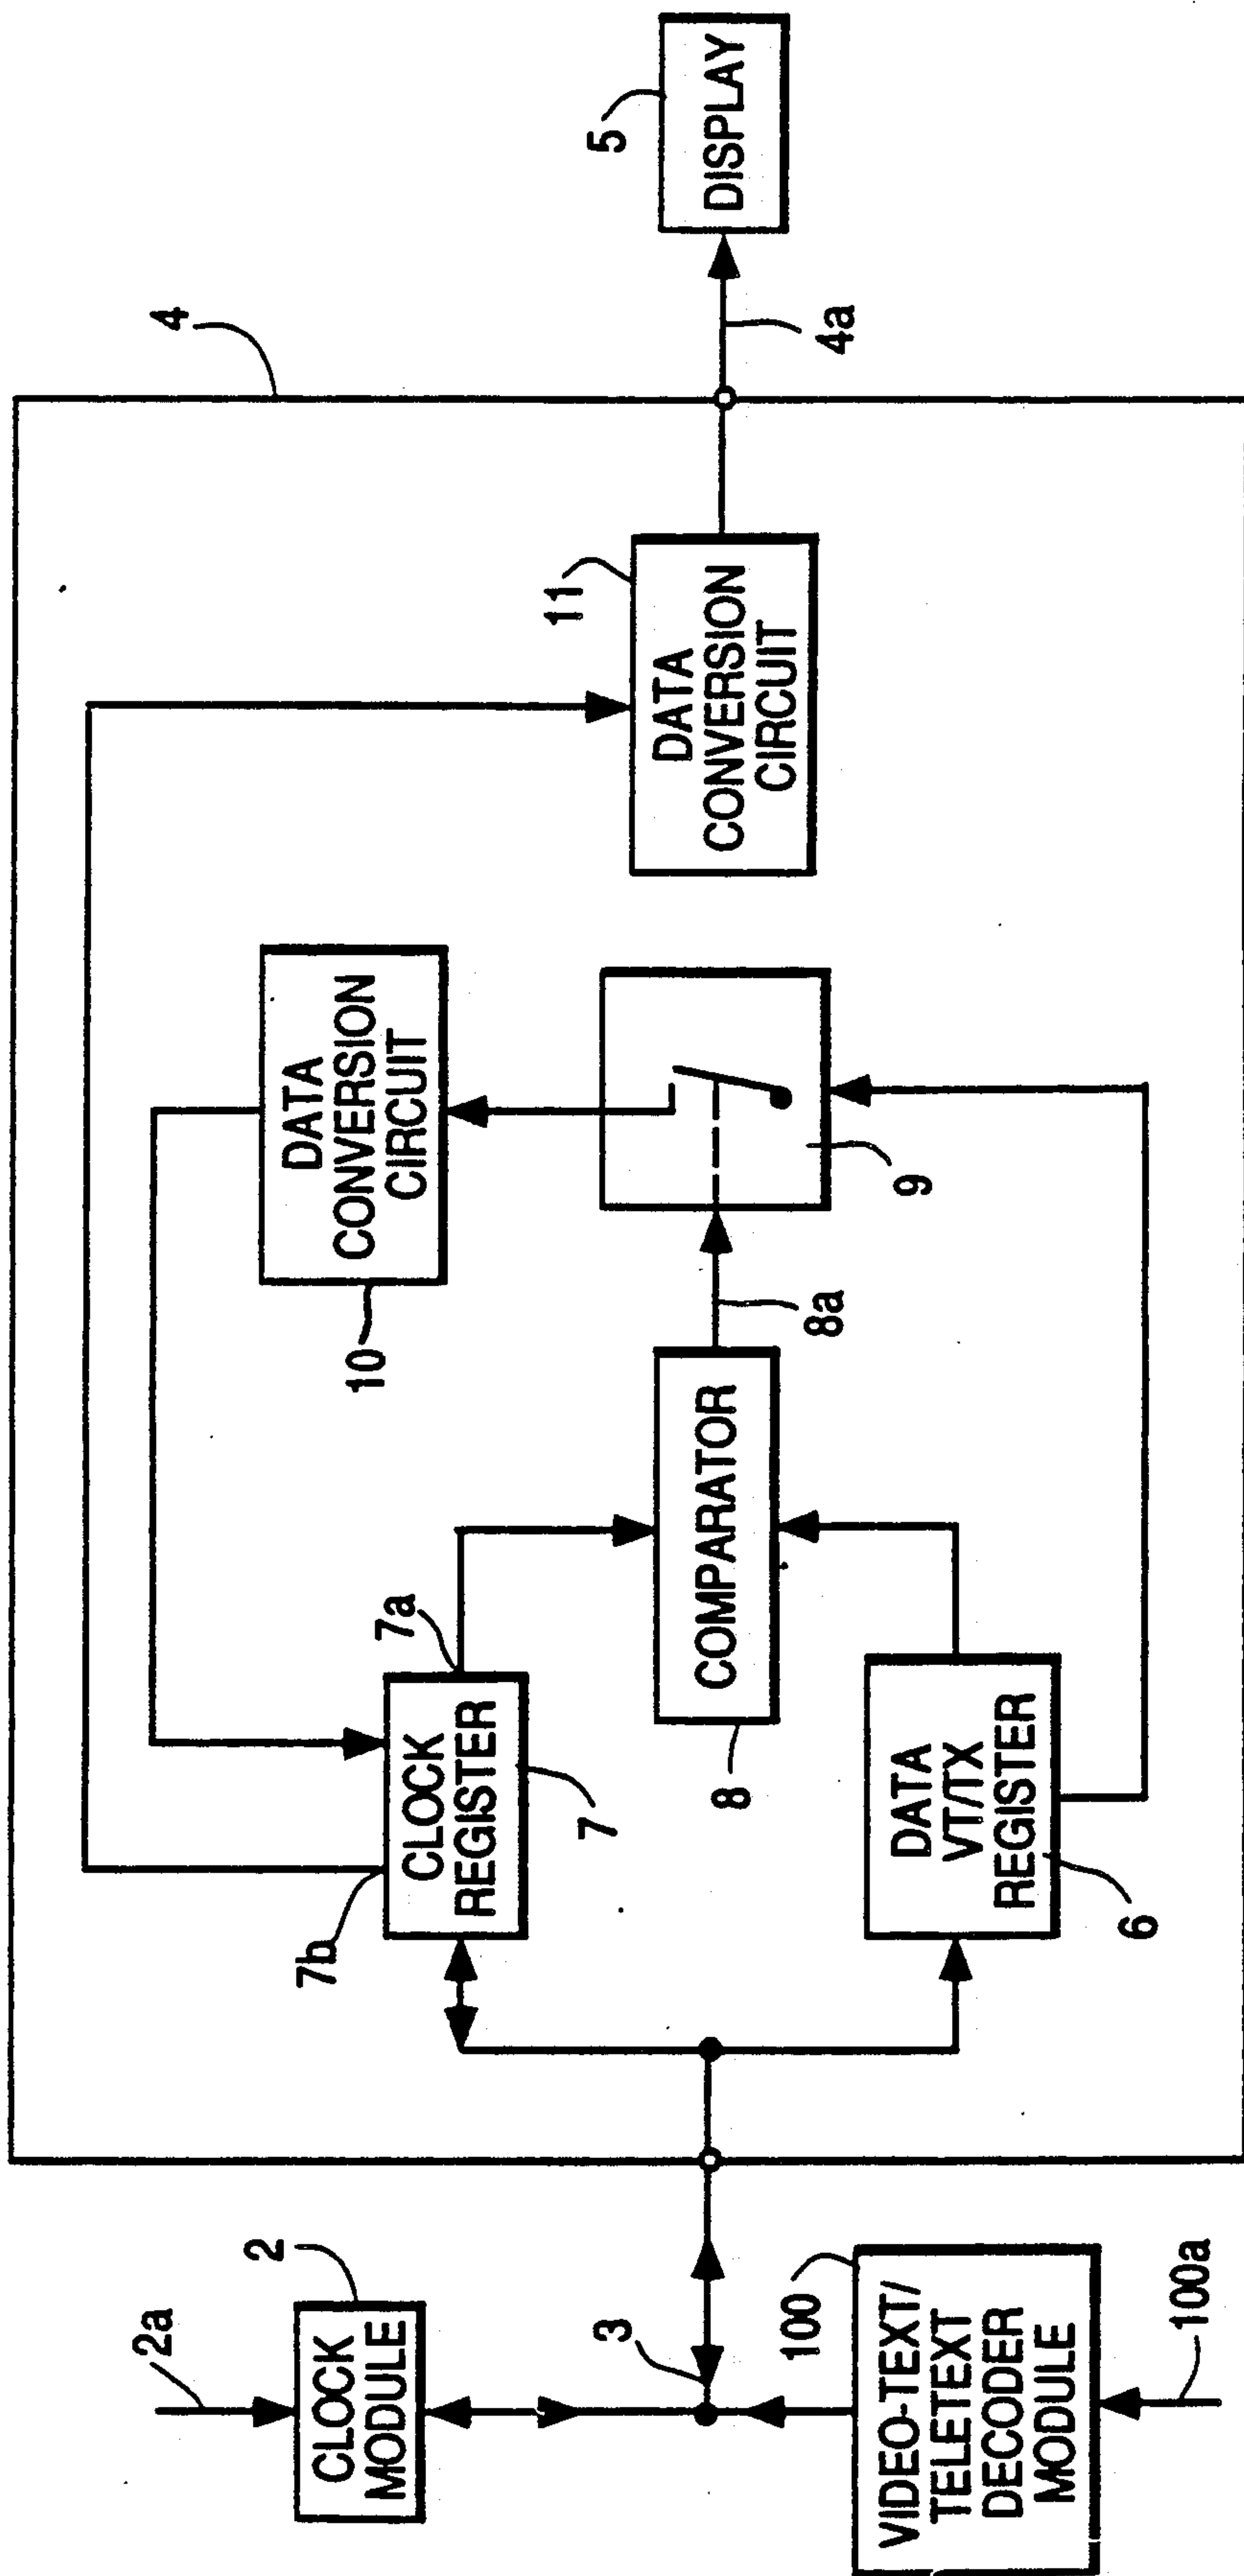 2a
CLOCK
MODULE
2
3
VIDEO-TEXT/
TELETEXT
DECODER
MODULE
100
100a
4
7b
CLOCK
REGISTER
7a
7
DATA
VT/TX
REGISTER
6
COMPARATOR
8
8a
9
DATA
CONVERSION
CIRCUIT
10
DATA
CONVERSION
CIRCUIT
11
4a
DISPLAY
5